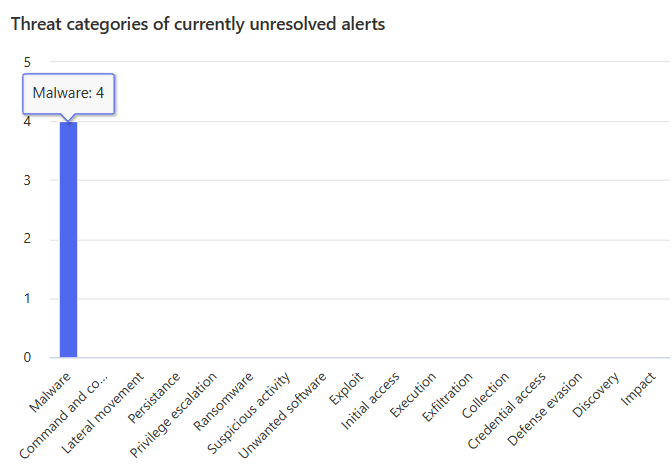 Threat categories of currently unresolved alerts
5
Malware: 4
4
3
2
1
0
Malware
Command and co...
Lateral movement
Persistance
Privilege escalation
Ransomware
Suspicious activity
Unwanted software
Exploit
Initial access
Execution
Exfiltration
Collection
Credential access
Defense evasion
Discovery
Impact